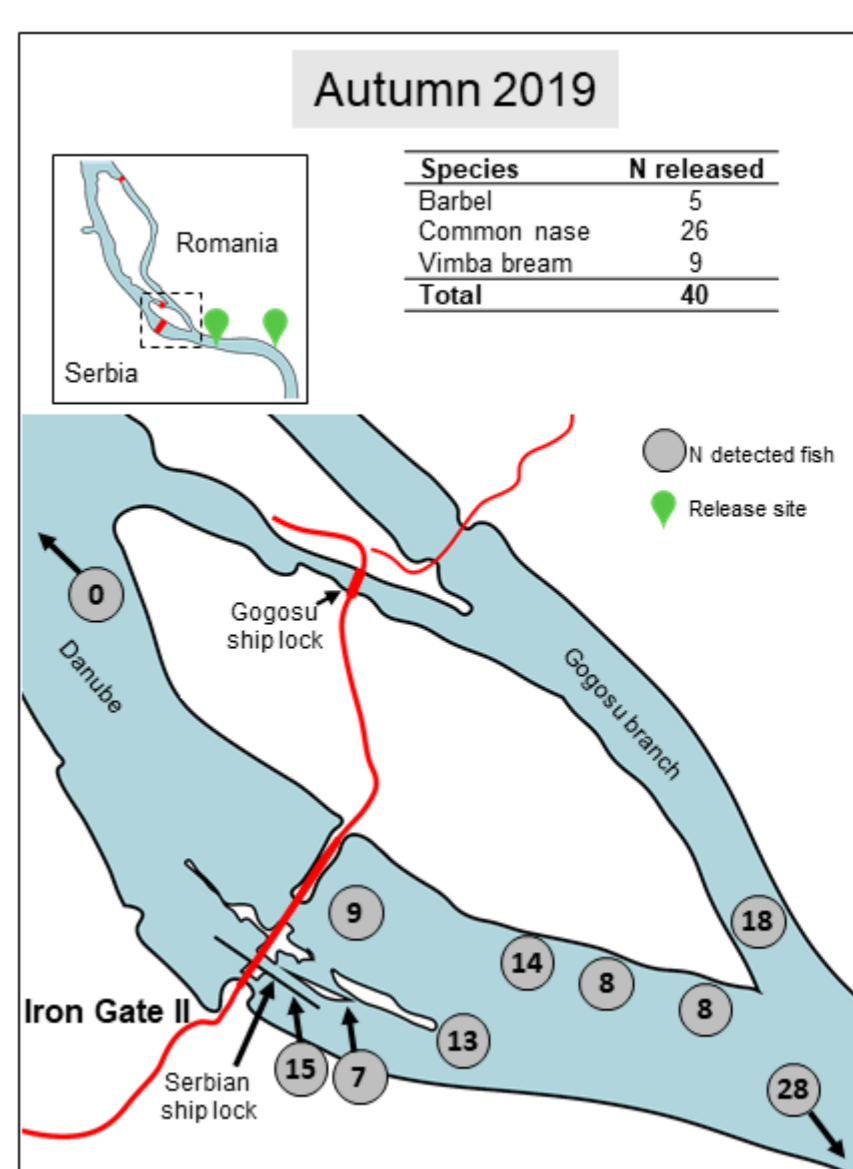 Autumn 2019
Species N released
Barbel 5
Common nase 26
Vimba bream 9
Total 40
Romania
Serbia
N detected fish
Release site
0
Gogosu
ship lock
Danube
Gogosu branch
9
18
14
8
8
Iron Gate II
13
15
7
28
Serbian
ship lock